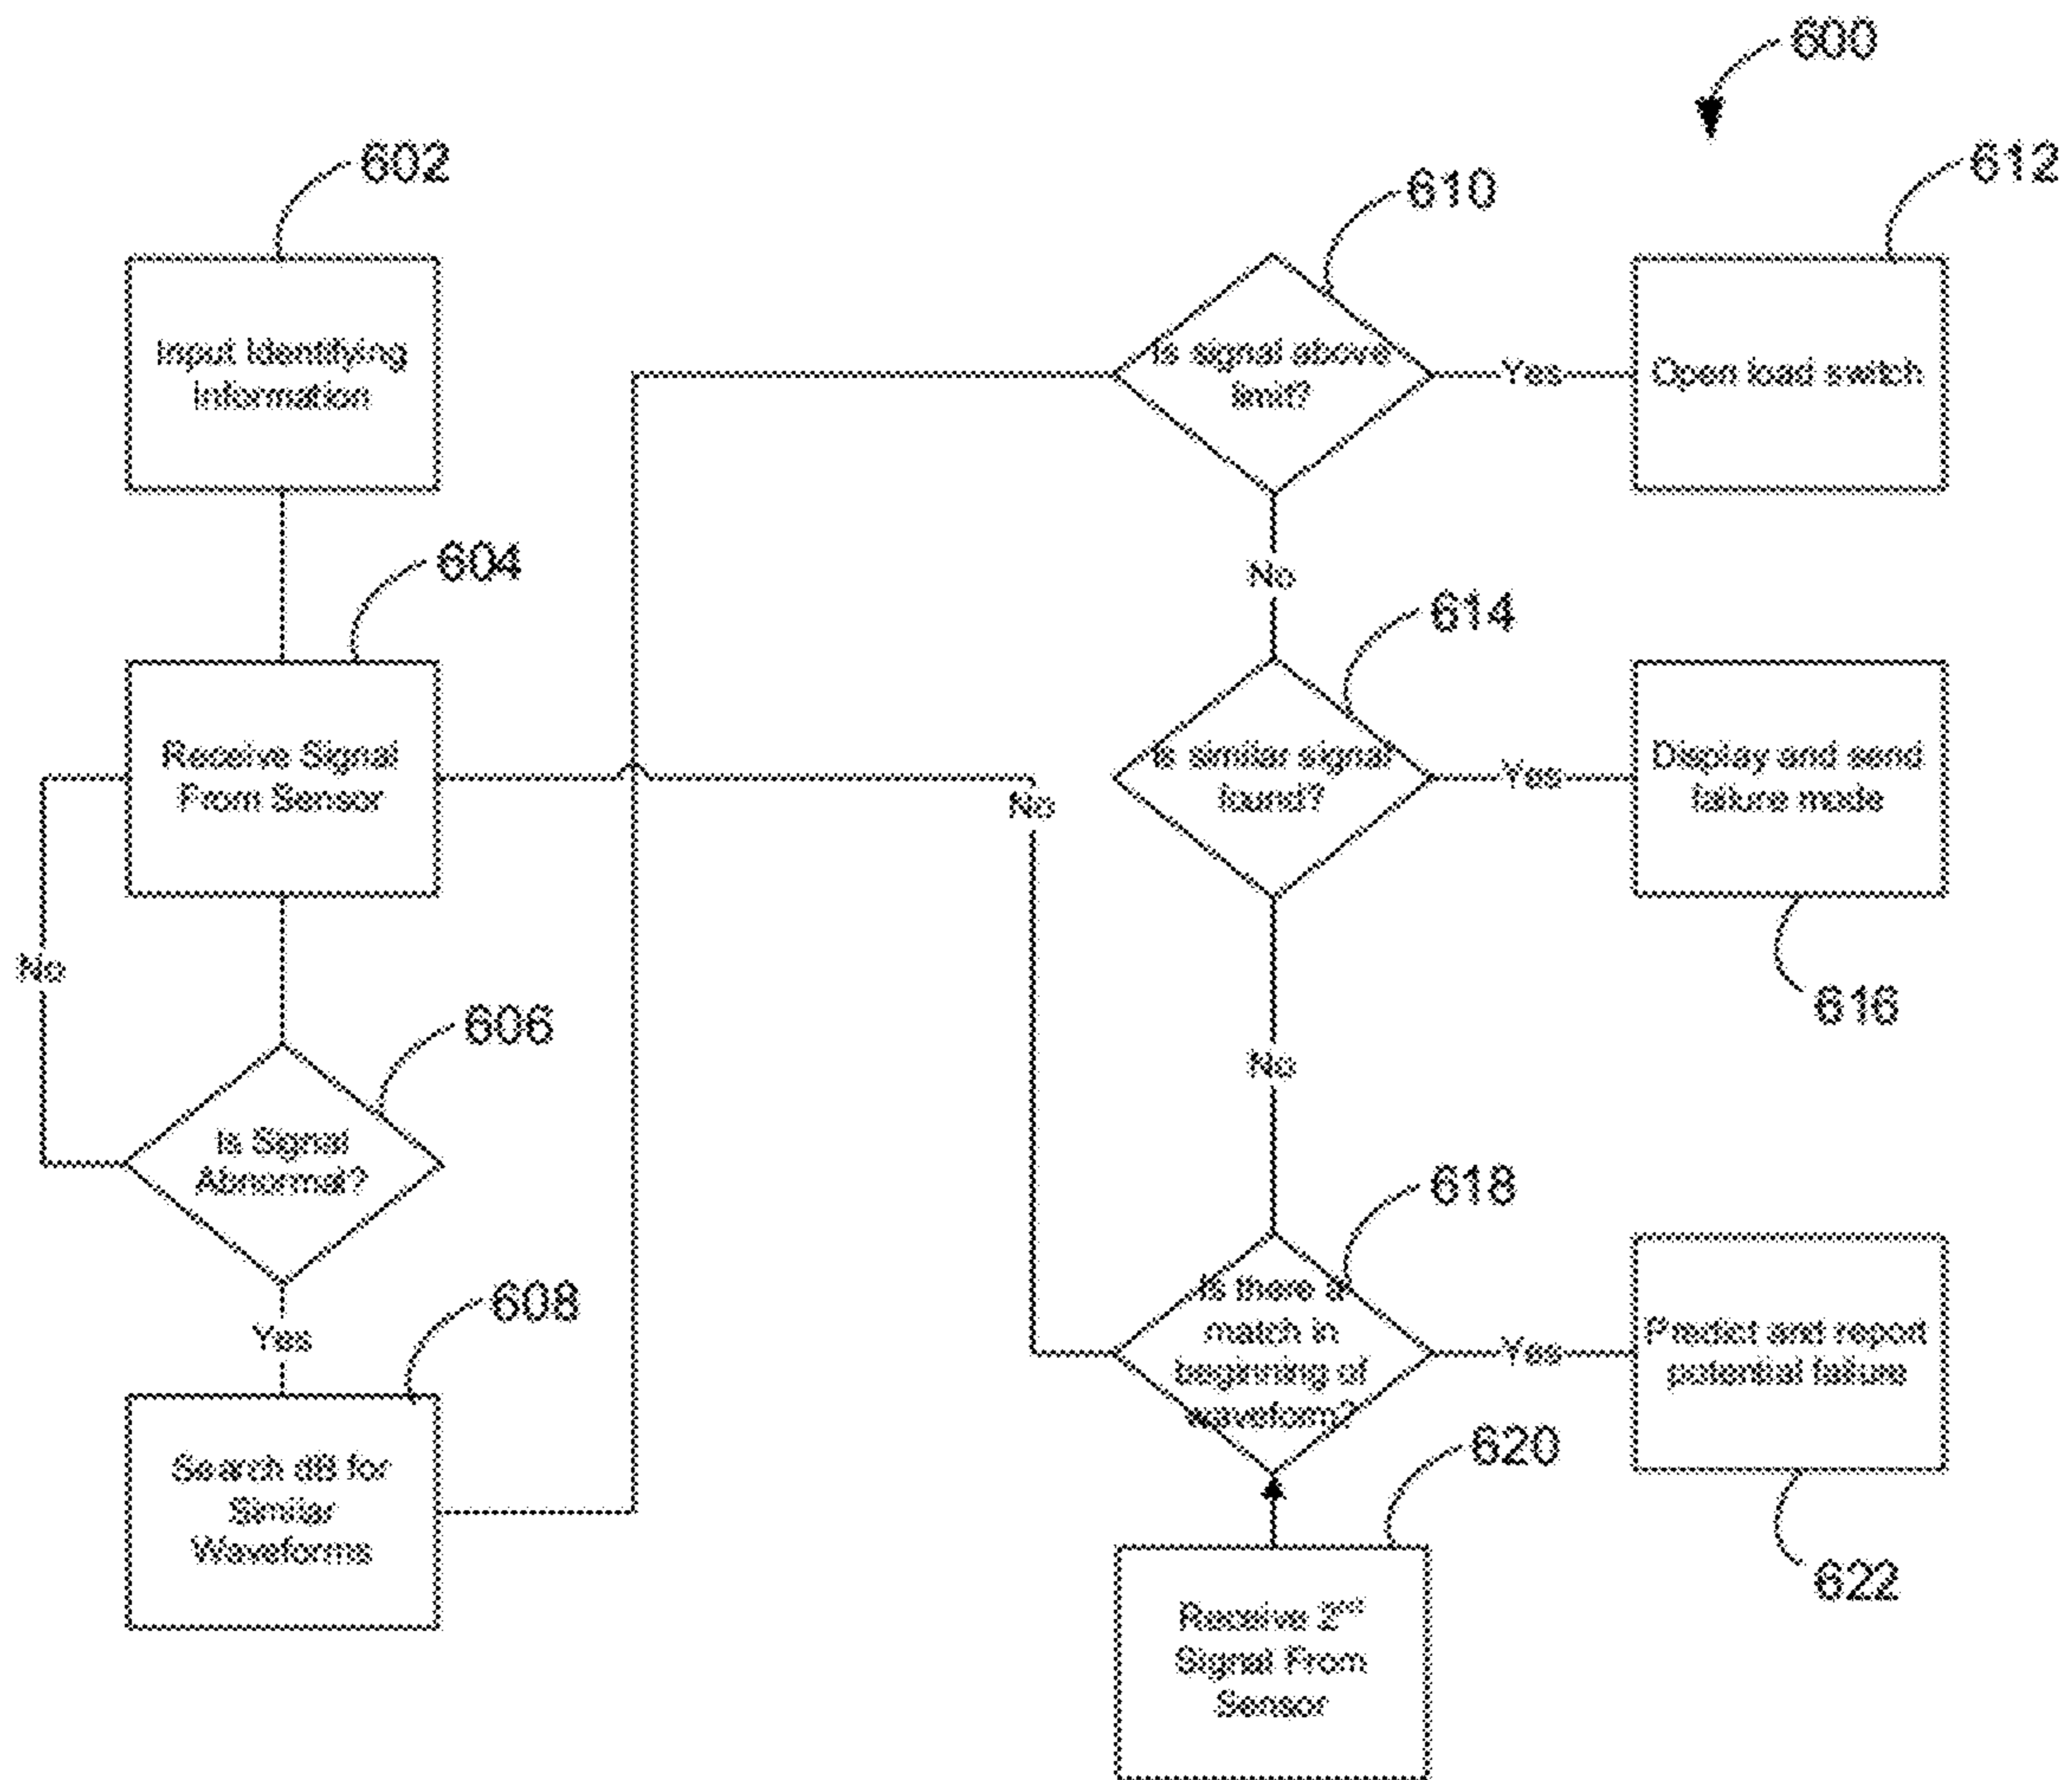 600
602
Input Identifying
Information
604
Receive Signal
From Sensor
No
606
Is Signal
Abnormal?
Yes
608
Search dB for
Similar
Waveforms
610
Is signal above
limit?
Yes
612
Open load switch
No
614
Is similar signal
found?
Yes
Display and send
failure mode
616
No
No
618
Is there a
match in
beginning of
waveform?
Yes
Predict and report
potential failure
622
620
Receive 2nd
Signal From
Sensor